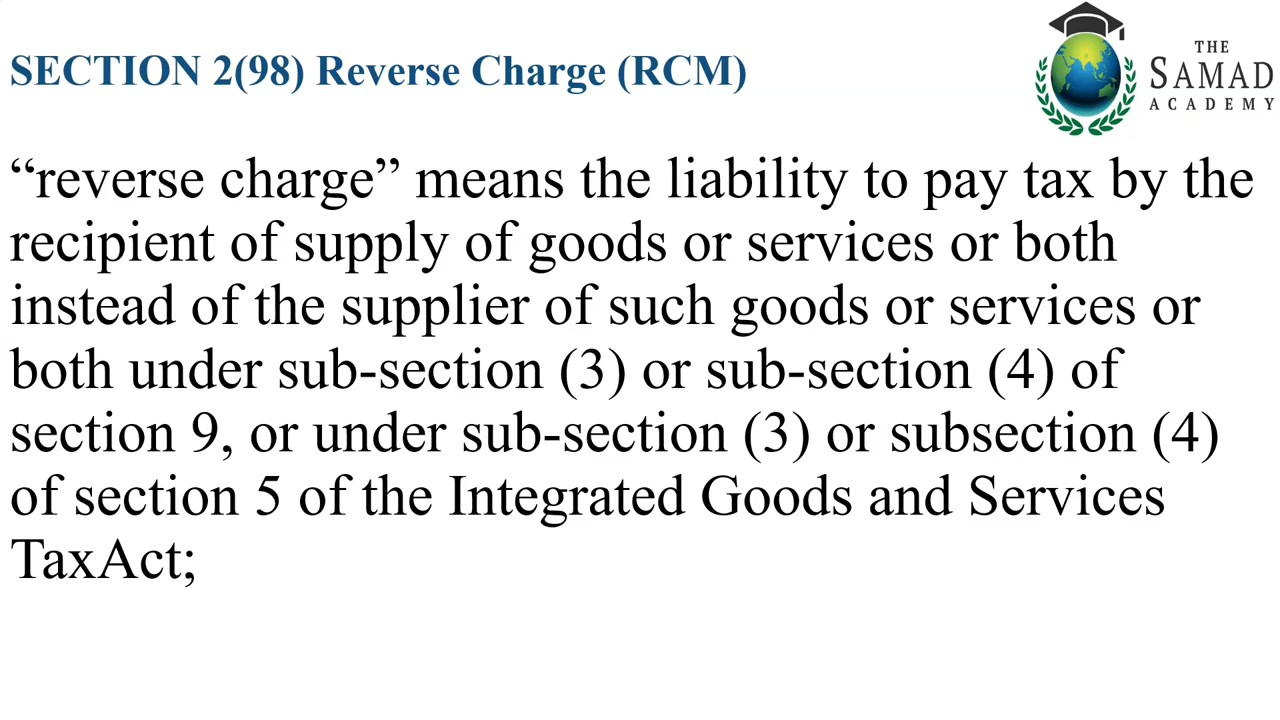 SECTION 2(98) Reverse Charge (RCM)
THE
SAMAD
ACADEMY
“reverse charge” means the liability to pay tax by the
recipient of supply of goods or services or both
instead of the supplier of such goods or services or
both under sub-section (3) or sub-section (4) of
section 9, or under sub-section (3) or subsection (4)
of section 5 of the Integrated Goods and Services
TaxAct;